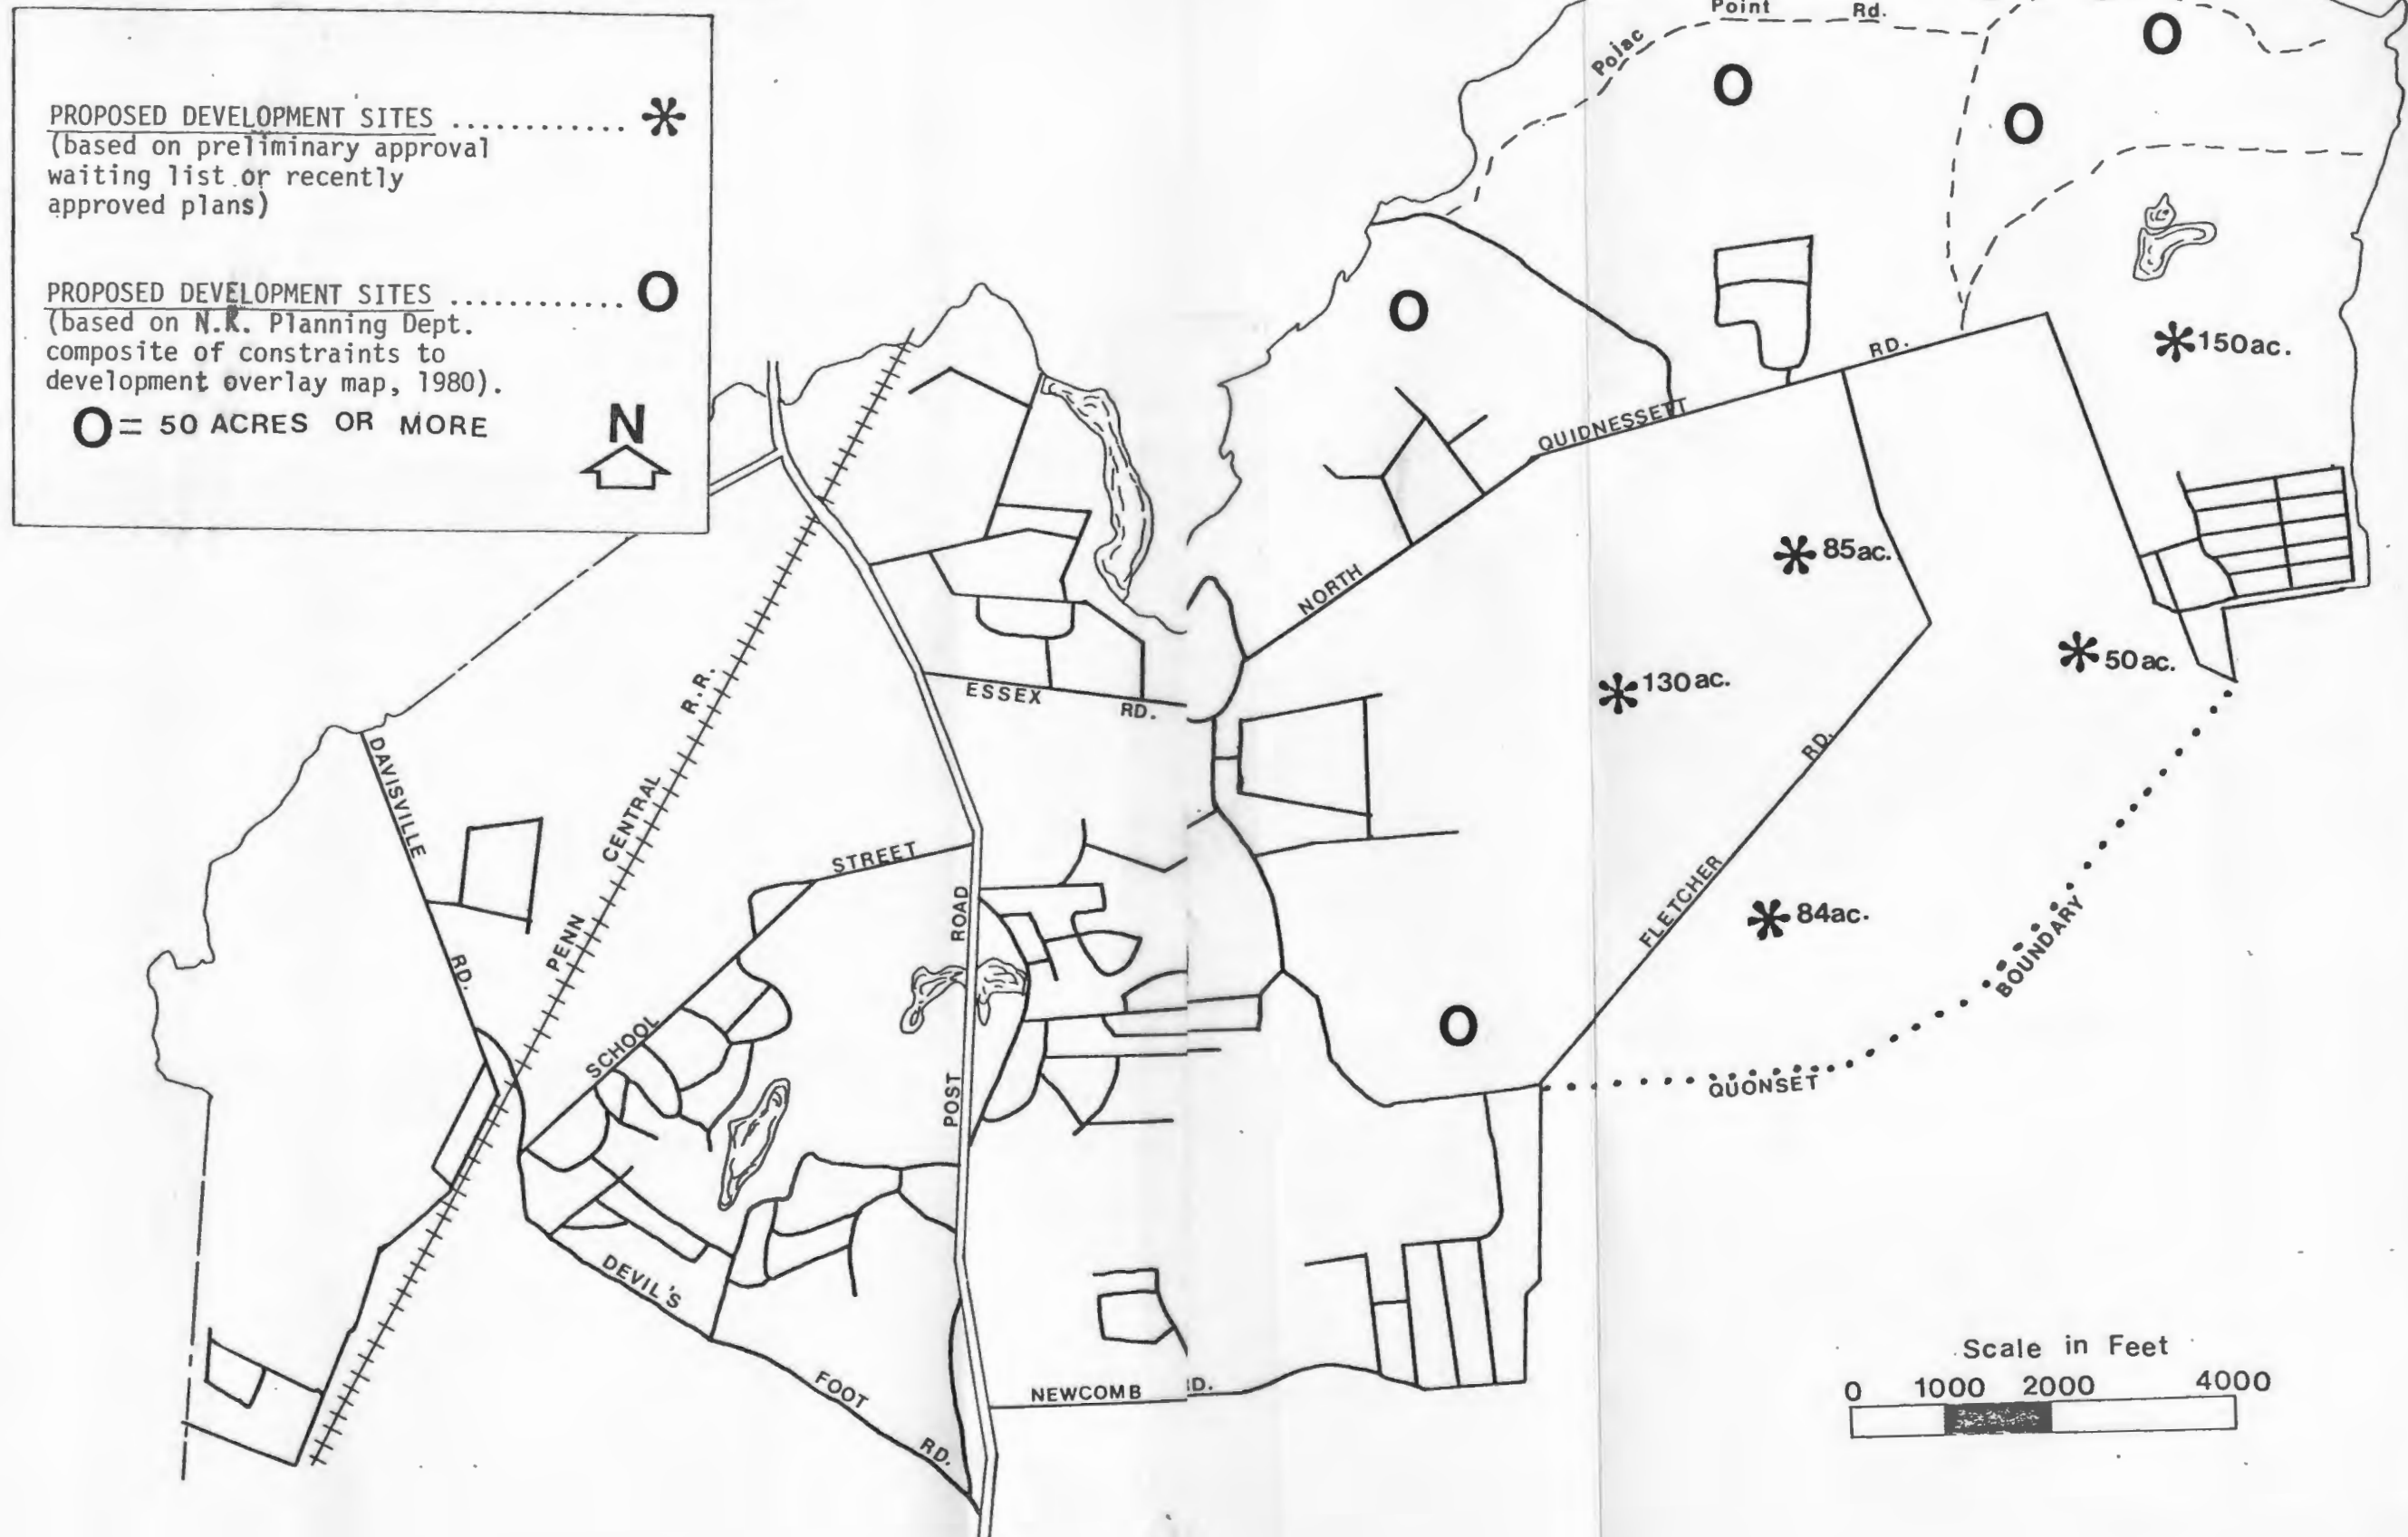 PROPOSED DEVELOPMENT SITES ............ *
(based on preliminary approval
waiting list or recently
approved plans)
PROPOSED DEVELOPMENT SITES ............ O
(based on N.K. Planning Dept.
composite of constraints to
development overlay map, 1980).
O = 50 ACRES OR MORE
N
Pojac Point Rd.
O
O
O
O
* 150ac.
QUIDNESSETT RD.
NORTH
* 85ac.
* 130ac.
* 50ac.
* 84ac.
O
FLETCHER RD.
QUONSET BOUNDARY
ESSEX RD.
PENN CENTRAL R.R.
DAVISVILLE RD.
SCHOOL STREET
POST ROAD
DEVIL'S FOOT RD.
NEWCOMB
D.
Scale in Feet
0 1000 2000 4000